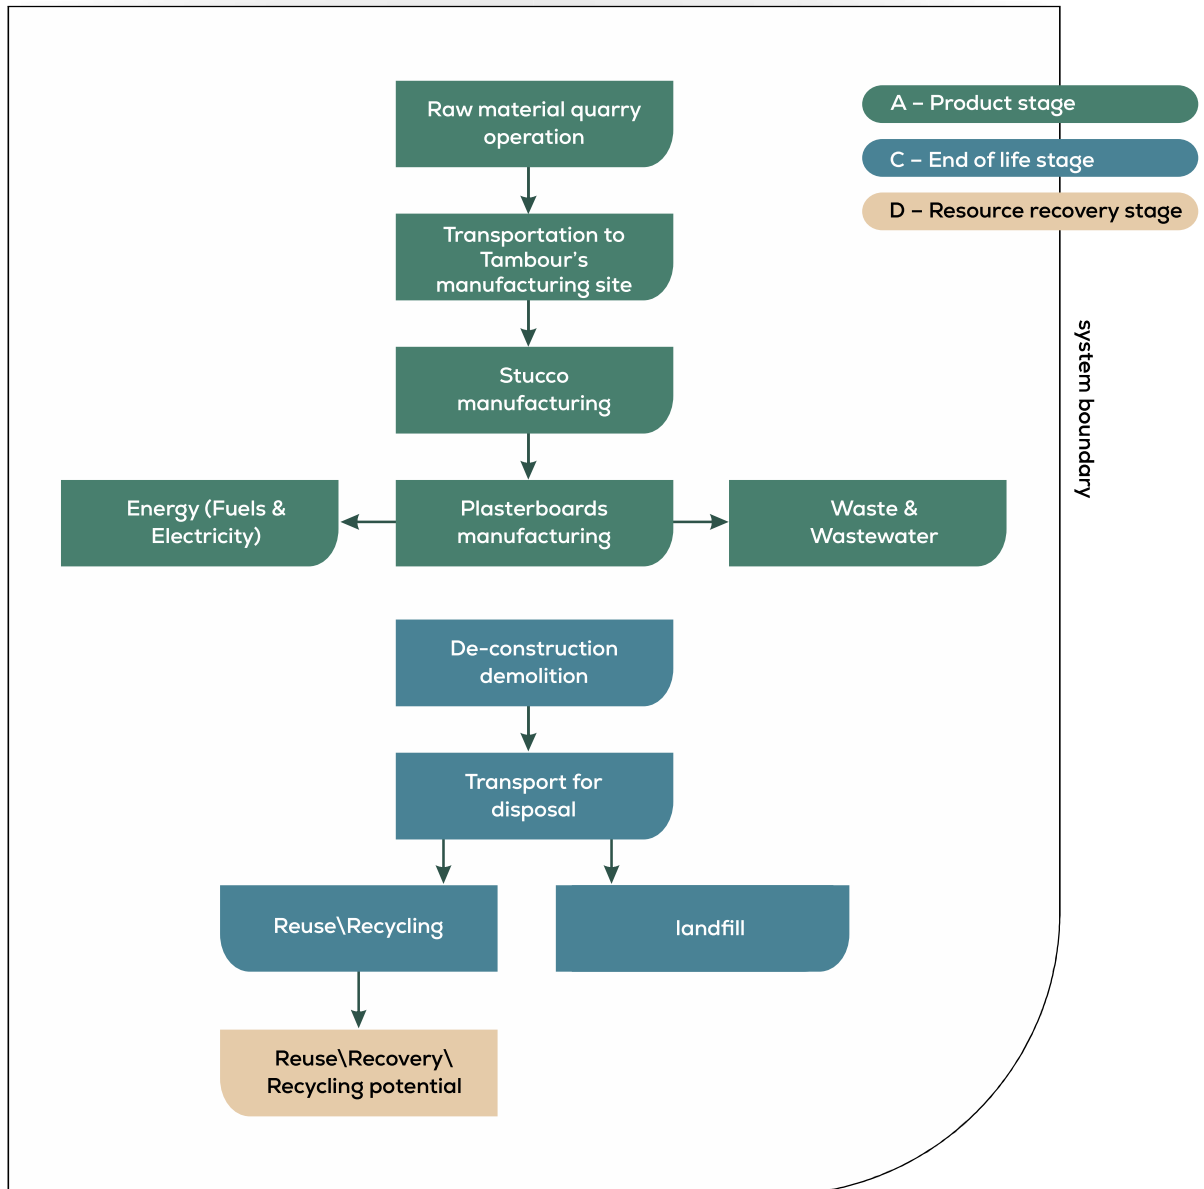 Raw material quarry
operation
A – Product stage
C – End of life stage
D – Resource recovery stage
Transportation to
Tambour's
manufacturing site
system boundary
Stucco
manufacturing
Energy (Fuels &
Electricity)
Plasterboards
manufacturing
Waste &
Wastewater
De-construction
demolition
Transport for
disposal
Reuse\Recycling
landfill
Reuse\Recovery\
Recycling potential